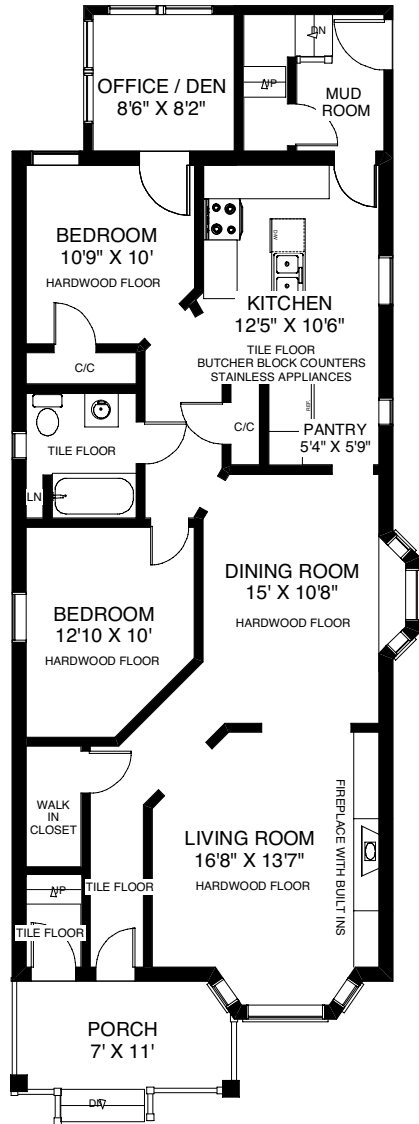 DN
OFFICE / DEN
8'6" X 8'2"
UP
MUD
ROOM
BEDROOM
10'9" X 10'
HARDWOOD FLOOR
D/W
KITCHEN
12'5" X 10'6"
TILE FLOOR
BUTCHER BLOCK COUNTERS
STAINLESS APPLIANCES
C/C
REF.
C/C
PANTRY
5'4" X 5'9"
TILE FLOOR
LN
DINING ROOM
15' X 10'8"
HARDWOOD FLOOR
BEDROOM
12'10 X 10'
HARDWOOD FLOOR
WALK
IN
CLOSET
FIREPLACE WITH BUILT INS
LIVING ROOM
16'8" X 13'7"
HARDWOOD FLOOR
UP
TILE FLOOR
TILE FLOOR
PORCH
7' X 11'
DN